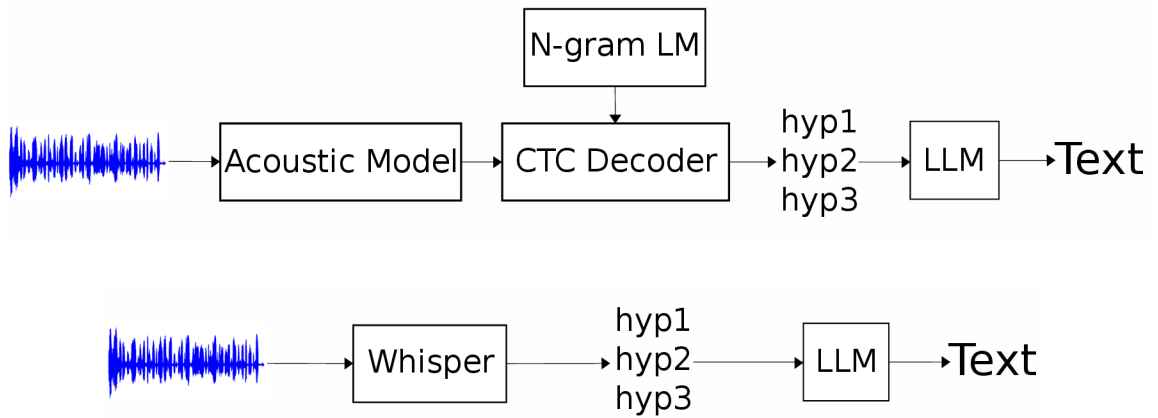 N-gram LM
Acoustic Model
CTC Decoder
hyp1
hyp2
hyp3
LLM
Text
Whisper
hyp1
hyp2
hyp3
LLM
Text